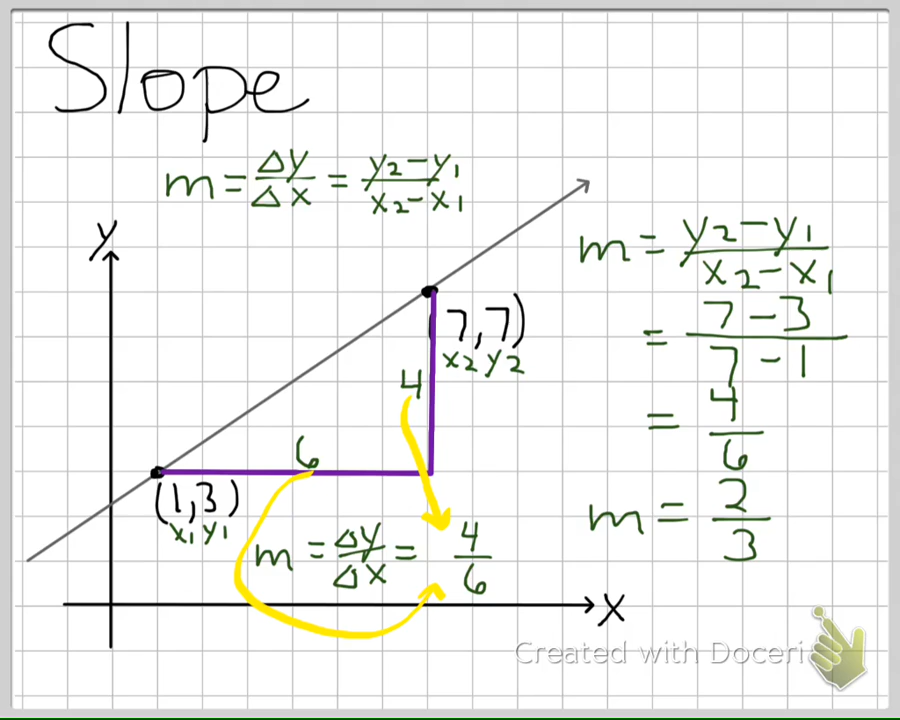 Slope
m = Δy/Δx = y₂ - y₁/x₂ - x₁
y
m = y₂ - y₁/x₂ - x₁
(7,7)
x₂ y₂
= 7 - 3/7 - 1
4
= 4/6
6
(1,3)
x₁ y₁
m = 2/3
m = Δy/Δx = 4/6
x
Created with Doceri